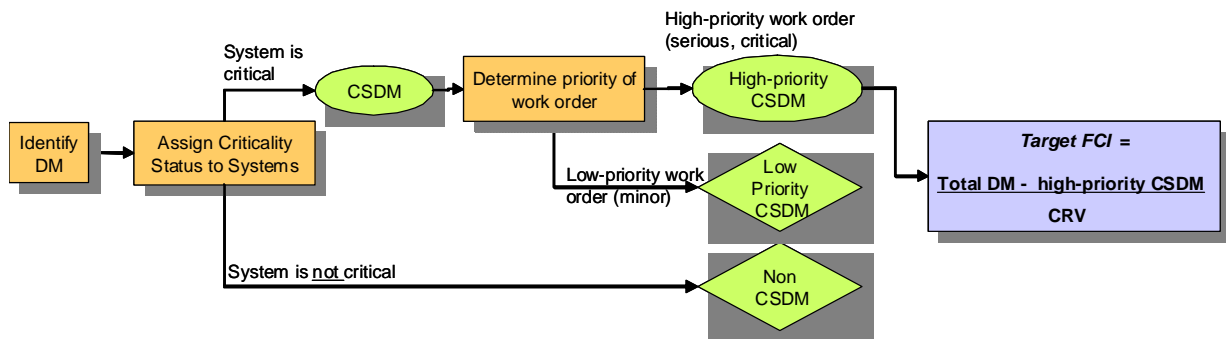 Identify
DM
Assign Criticality
Status to Systems
System is
critical
CSDM
Determine priority of
work order
High-priority work order
(serious, critical)
High-priority
CSDM
Low-priority work
order (minor)
Low
Priority
CSDM
System is not critical
Non
CSDM
Target FCI =
Total DM - high-priority CSDM
CRV